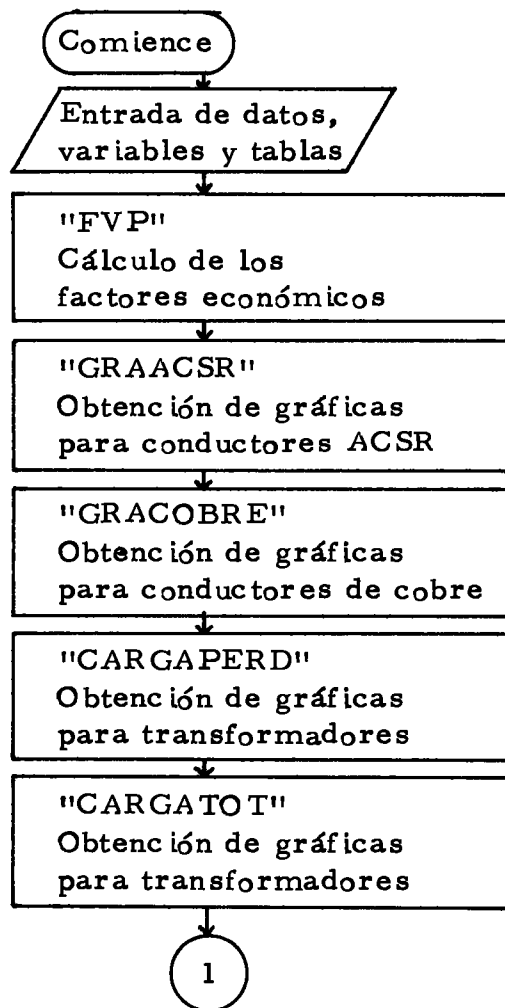 Comience
Entrada de datos,
variables y tablas
"FVP"
Cálculo de los
factores económicos
"GRAACSR"
Obtención de gráficas
para conductores ACSR
"GRACOBRE"
Obtención de gráficas
para conductores de cobre
"CARGAPERD"
Obtención de gráficas
para transformadores
"CARGATOT"
Obtención de gráficas
para transformadores
1